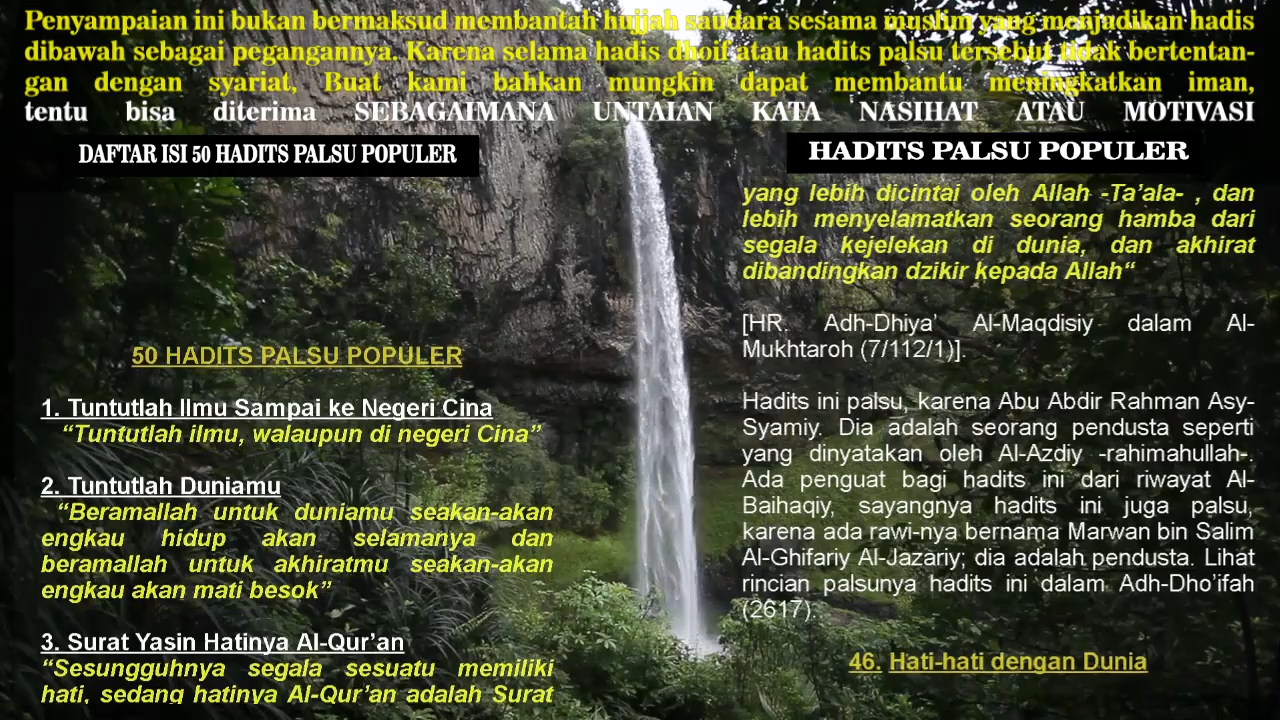 Penyampaian ini bukan bermaksud membantah hujjah saudara sesama muslim yang menjadikan hadis
dibawah sebagai pegangannya. Karena selama hadis dhoif atau hadits palsu tersebut tidak bertentan-
gan dengan syariat, Buat kami bahkan mungkin dapat membantu meningkatkan iman,
tentu bisa diterima SEBAGAIMANA UNTAIAN KATA NASIHAT ATAU MOTIVASI
DAFTAR ISI 50 HADITS PALSU POPULER
50 HADITS PALSU POPULER
1. Tuntutlah Ilmu Sampai ke Negeri Cina
“Tuntutlah ilmu, walaupun di negeri Cina”
2. Tuntutlah Duniamu
“Beramallah untuk duniamu seakan-akan
engkau hidup akan selamanya dan
beramallah untuk akhiratmu seakan-akan
engkau akan mati besok”
3. Surat Yasin Hatinya Al-Qur’an
“Sesungguhnya segala sesuatu memiliki
hati, sedang hatinya Al-Qur’an adalah Surat
HADITS PALSU POPULER
yang lebih dicintai oleh Allah -Ta’ala- , dan
lebih menyelamatkan seorang hamba dari
segala kejelekan di dunia, dan akhirat
dibandingkan dzikir kepada Allah“
[HR. Adh-Dhiya’ Al-Maqdisiy dalam Al-
Mukhtaroh (7/112/1)].
Hadits ini palsu, karena Abu Abdir Rahman Asy-
Syamiy. Dia adalah seorang pendusta seperti
yang dinyatakan oleh Al-Azdiy -rahimahullah-.
Ada penguat bagi hadits ini dari riwayat Al-
Baihaqiy, sayangnya hadits ini juga palsu,
karena ada rawi-nya bernama Marwan bin Salim
Al-Ghifariy Al-Jazariy; dia adalah pendusta. Lihat
rincian palsunya hadits ini dalam Adh-Dho’ifah
(2617).
46. Hati-hati dengan Dunia